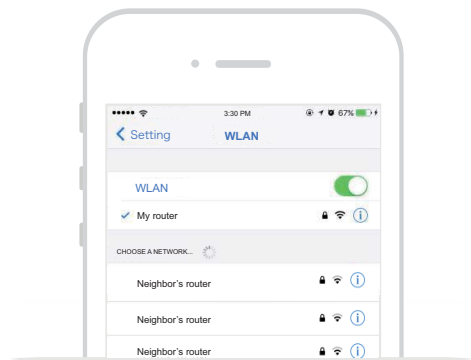 3:30 PM 67%
Setting WLAN
WLAN
My router
CHOOSE A NETWORK...
Neighbor's router
Neighbor's router
Neighbor's router